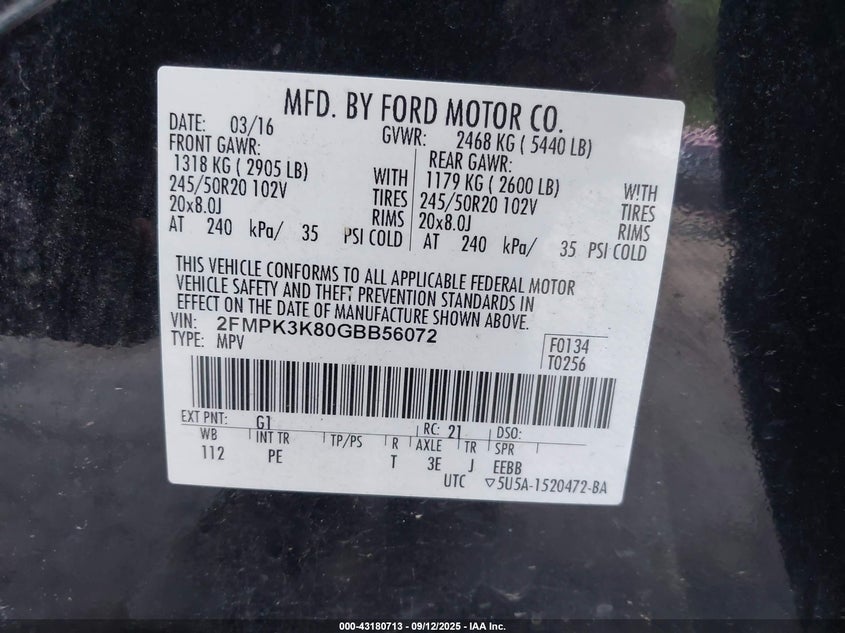 MFD. BY FORD MOTOR CO.
DATE: 03/16 GVWR: 2468 KG ( 5440 LB)
FRONT GAWR: REAR GAWR:
1318 KG ( 2905 LB) WITH 1179 KG ( 2600 LB) W!TH
245/50R20 102V TIRES 245/50R20 102V TIRES
20x8.0J RIMS 20x8.0J RIMS
AT 240 kPa/ 35 PSI COLD AT 240 kPa/ 35 PSI COLD
THIS VEHICLE CONFORMS TO ALL APPLICABLE FEDERAL MOTOR
VEHICLE SAFETY AND THEFT PREVENTION STANDARDS IN
EFFECT ON THE DATE OF MANUFACTURE SHOWN ABOVE.
VIN: 2FMPK3K80GBB56072 F0134
TYPE: MPV T0256
EXT PNT: G1 RC: 21 DSO:
WB INT TR TP/PS R AXLE TR SPR
112 PE T 3E J EEBB
UTC ▽5U5A-1520472-BA
000-43180713 - 09/12/2025 - IAA Inc.